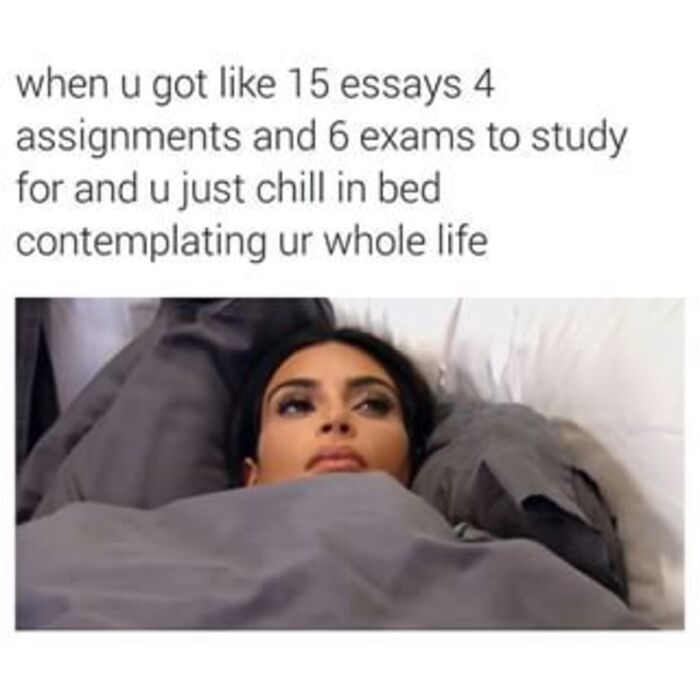 when u got like 15 essays 4
assignments and 6 exams to study
for and u just chill in bed
contemplating ur whole life